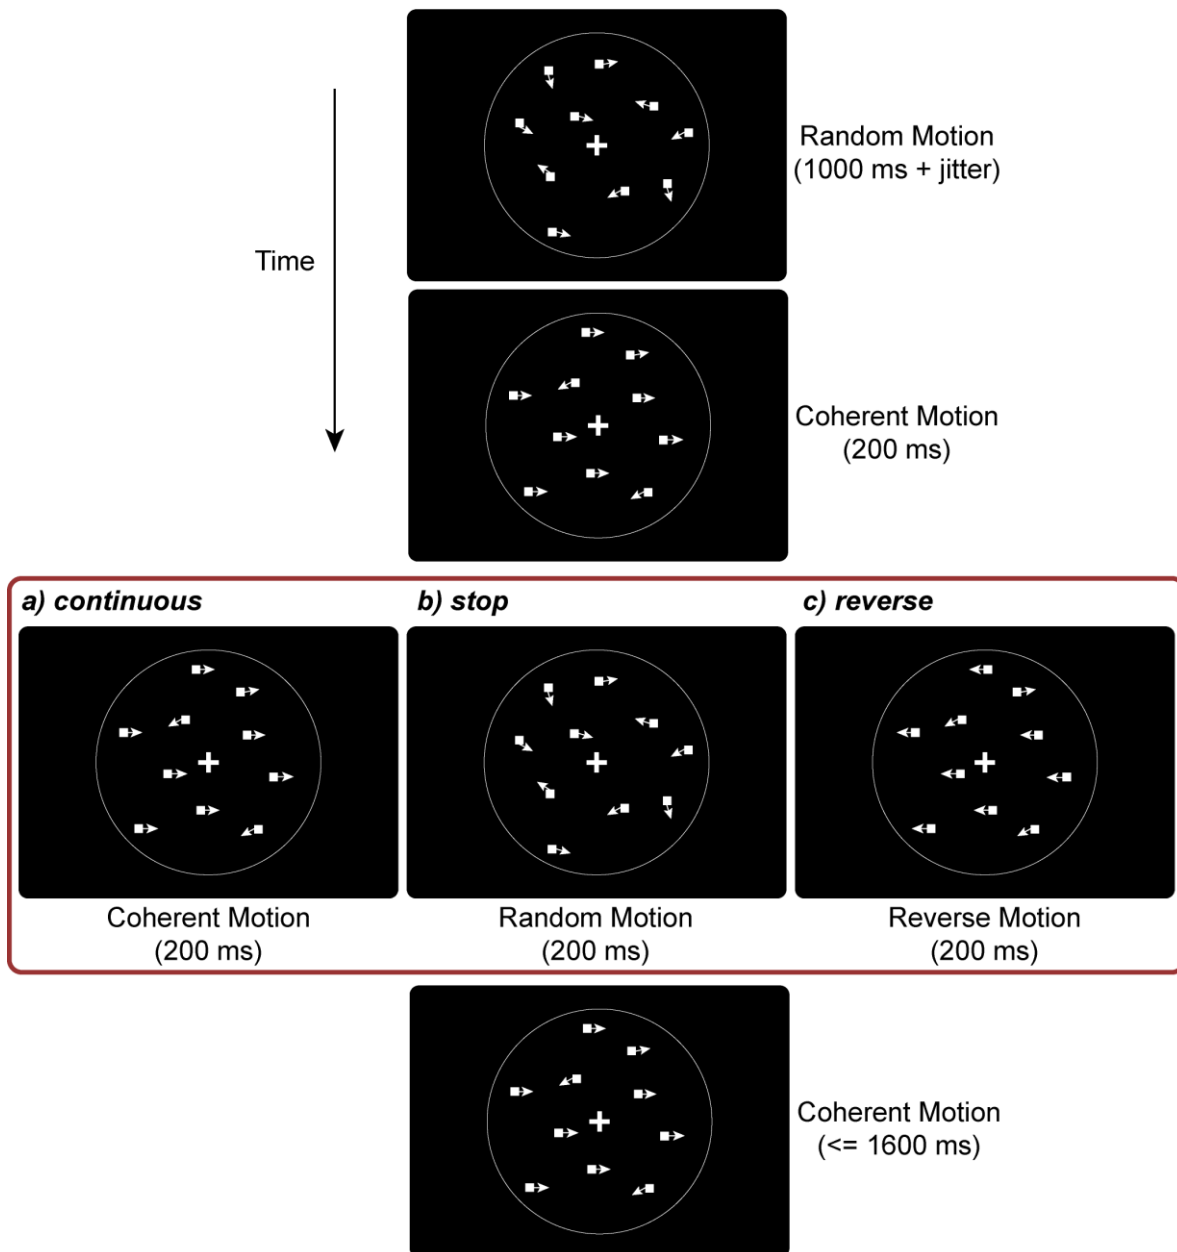 Random Motion
(1000 ms + jitter)
Time
Coherent Motion
(200 ms)
a) continuous
b) stop
c) reverse
Coherent Motion
(200 ms)
Random Motion
(200 ms)
Reverse Motion
(200 ms)
Coherent Motion
(<= 1600 ms)